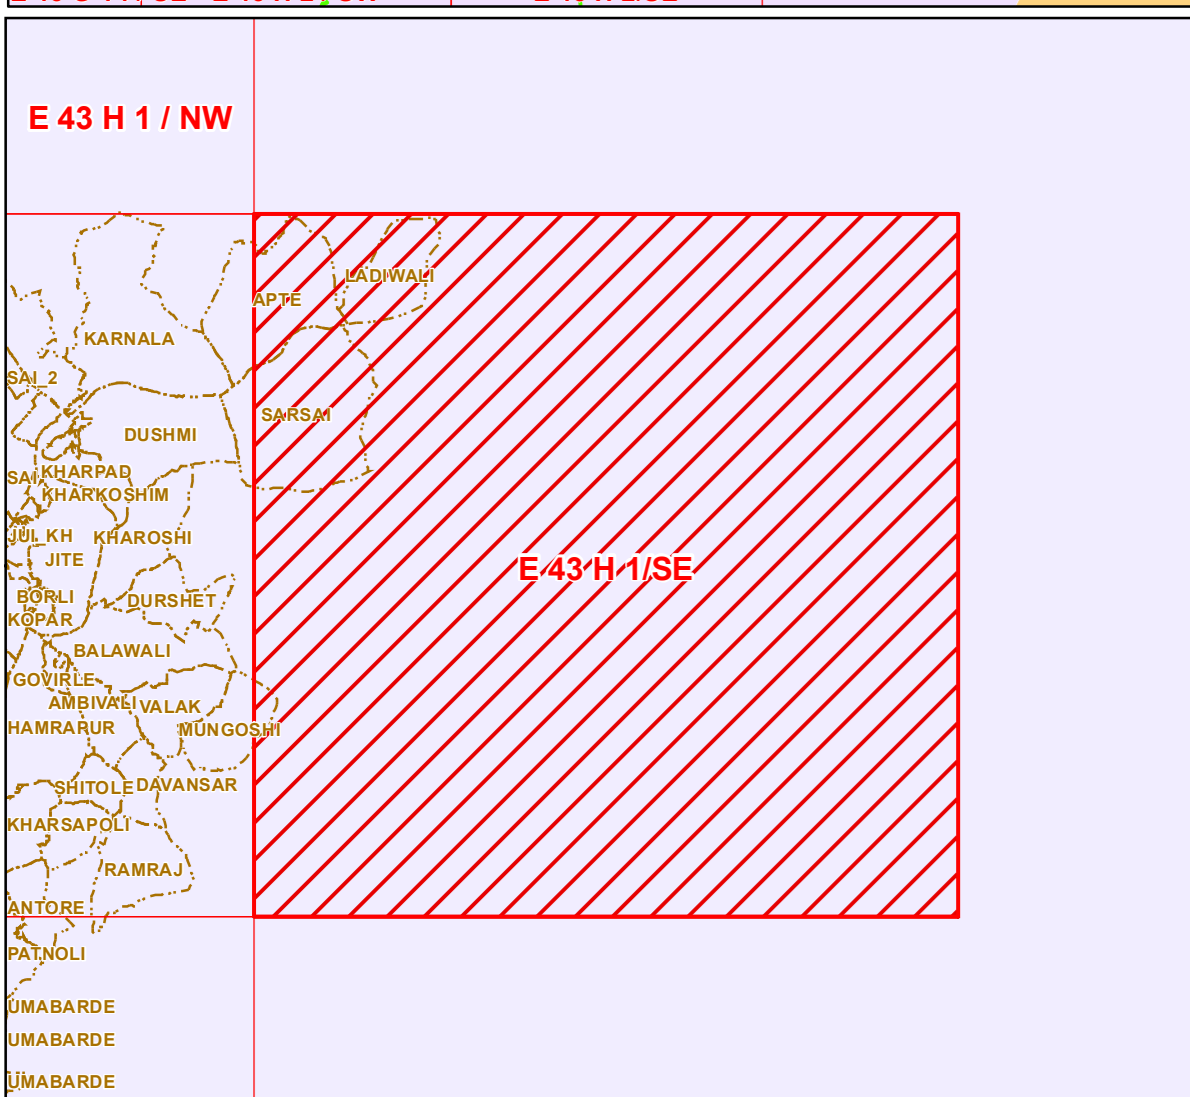 E 43 H 1 / NW
LADIWALI
APTE
KARNALA
SAI_2
SARSAI
DUSHMI
KHARPAD
SAI
KHARKOSHIM
JUI_KH
KHAROSHI
JITE
E 43 H 1/SE
BORLI
DURSHET
KOPAR
BALAWALI
GOVIRLE
AMBIVALI
VALAK
HAMRAPUR
MUNGOSHI
SHITOLE
DAVANSAR
KHARSAPOLI
RAMRAJ
ANTORE
PATNOLI
UMABARDE
UMABARDE
UMABARDE